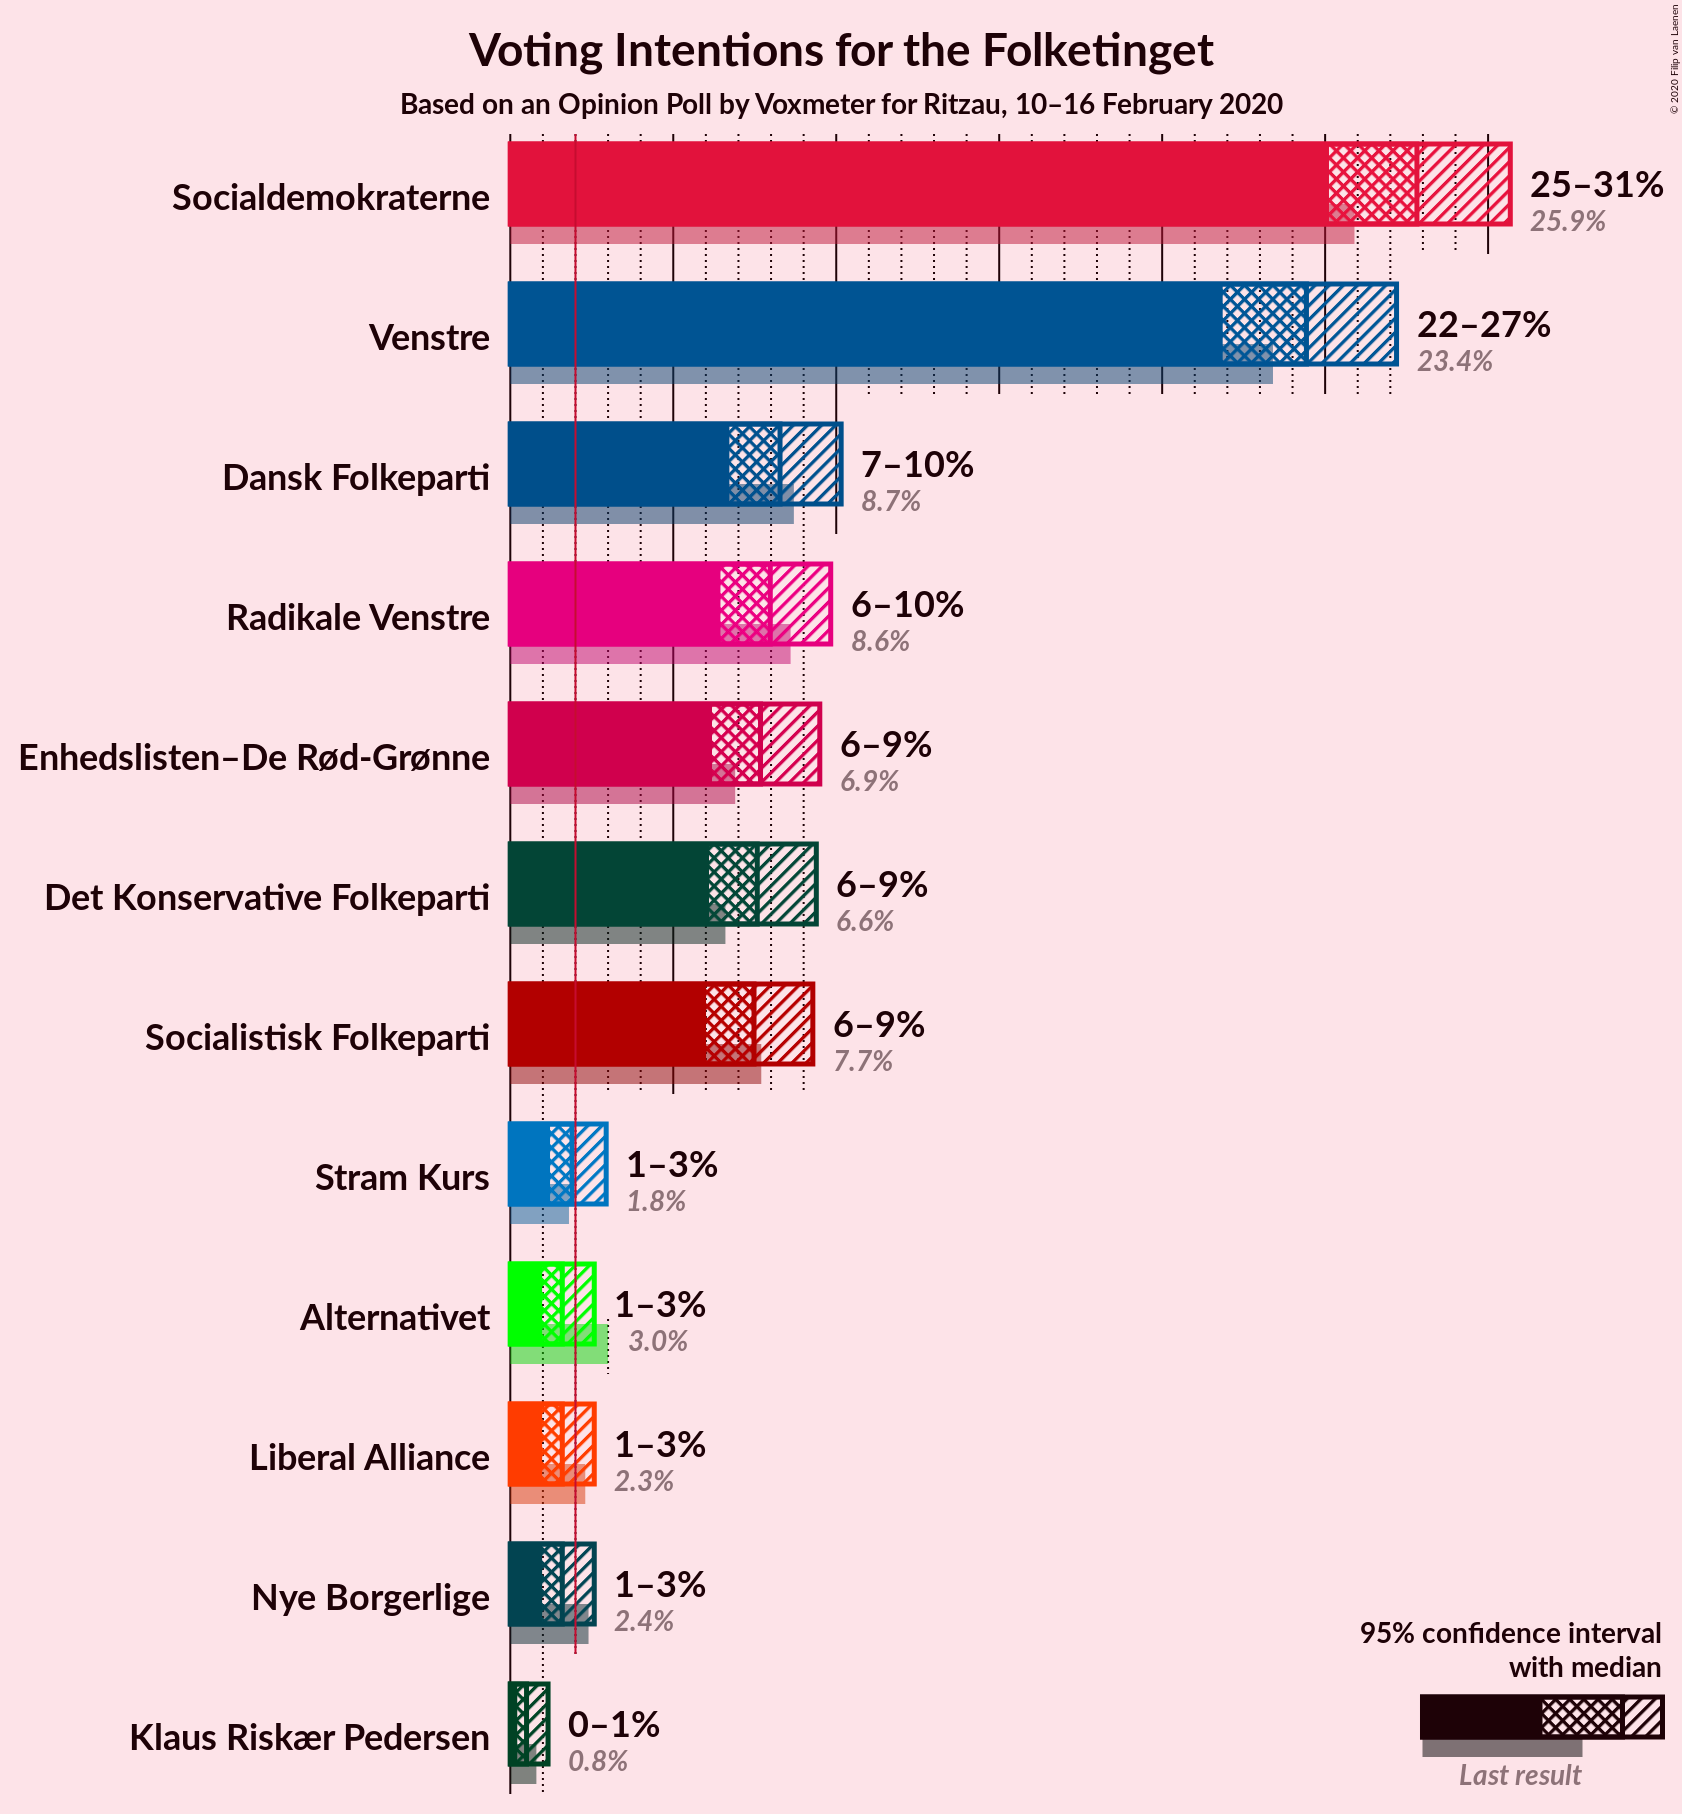 Voting Intentions for the Folketinget
Based on an Opinion Poll by Voxmeter for Ritzau, 10–16 February 2020
© 2020 Filip van Laenen
Socialdemokraterne
25–31%
25.9%
Venstre
22–27%
23.4%
Dansk Folkeparti
7–10%
8.7%
Radikale Venstre
6–10%
8.6%
Enhedslisten–De Rød-Grønne
6–9%
6.9%
Det Konservative Folkeparti
6–9%
6.6%
Socialistisk Folkeparti
6–9%
7.7%
Stram Kurs
1–3%
1.8%
Alternativet
1–3%
3.0%
Liberal Alliance
1–3%
2.3%
Nye Borgerlige
1–3%
2.4%
Klaus Riskær Pedersen
0–1%
0.8%
95% confidence interval
with median
Last result